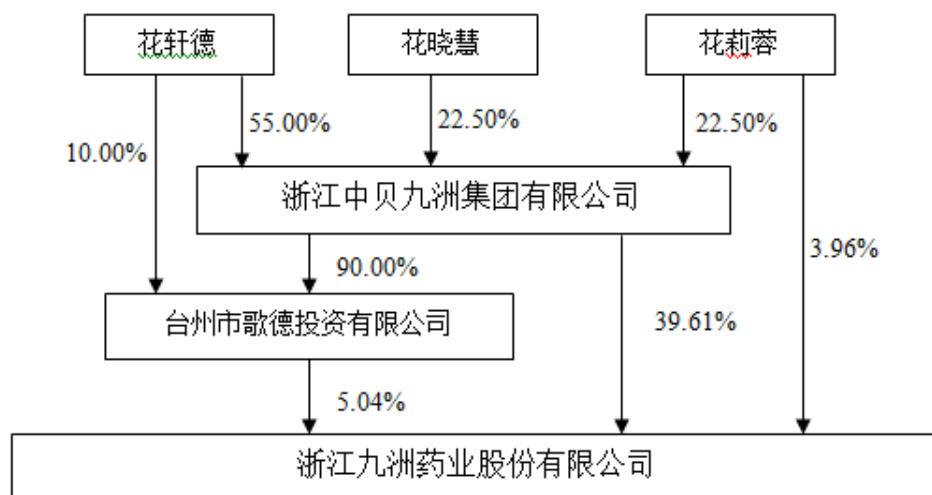 花轩德
花晓慧
花莉蓉
10.00%
55.00%
22.50%
22.50%
浙江中贝九洲集团有限公司
90.00%
39.61%
3.96%
台州市歌德投资有限公司
5.04%
浙江九洲药业股份有限公司